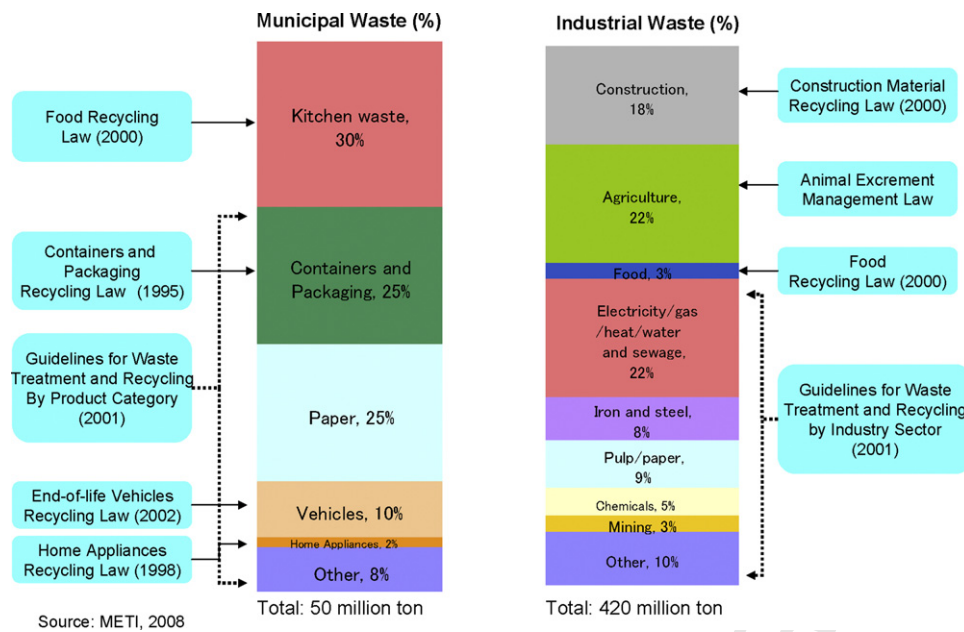 Municipal Waste (%)
Industrial Waste (%)
Food Recycling
Law (2000)
Containers and
Packaging
Recycling Law (1995)
Guidelines for Waste
Treatment and Recycling
By Product Category
(2001)
End-of-life Vehicles
Recycling Law (2002)
Home Appliances
Recycling Law (1998)
Kitchen waste,
30%
Containers and
Packaging, 25%
Paper, 25%
Vehicles, 10%
Home Appliances, 2%
Other, 8%
Total: 50 million ton
Construction,
18%
Agriculture,
22%
Food, 3%
Electricity/gas
/heat/water
and sewage,
22%
Iron and steel,
8%
Pulp/paper,
9%
Chemicals, 5%
Mining, 3%
Other, 10%
Total: 420 million ton
Construction Material
Recycling Law (2000)
Animal Excrement
Management Law
Food
Recycling Law (2000)
Guidelines for Waste
Treatment and Recycling
by Industry Sector
(2001)
Source: METI, 2008